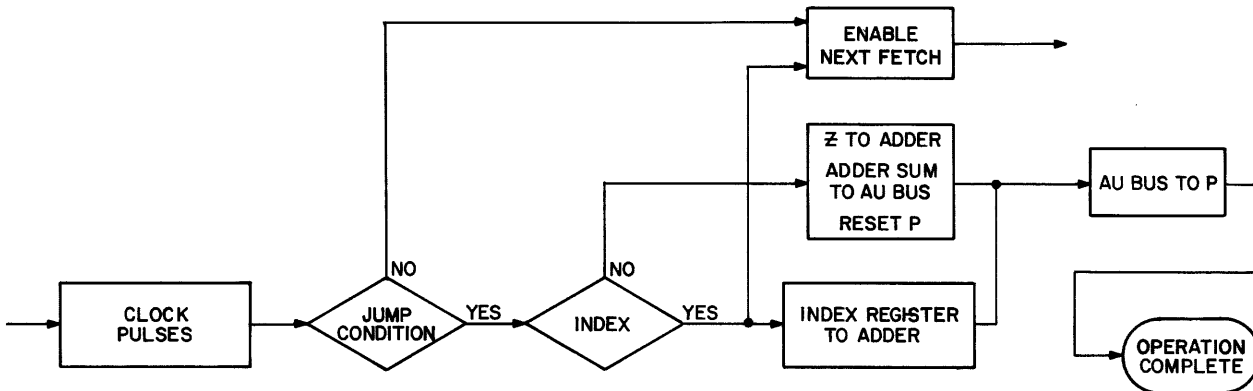 ENABLE
NEXT FETCH
Z TO ADDER
ADDER SUM
TO AU BUS
RESET P
AU BUS TO P
NO
NO
CLOCK
PULSES
JUMP
CONDITION
YES
INDEX
YES
INDEX REGISTER
TO ADDER
OPERATION
COMPLETE